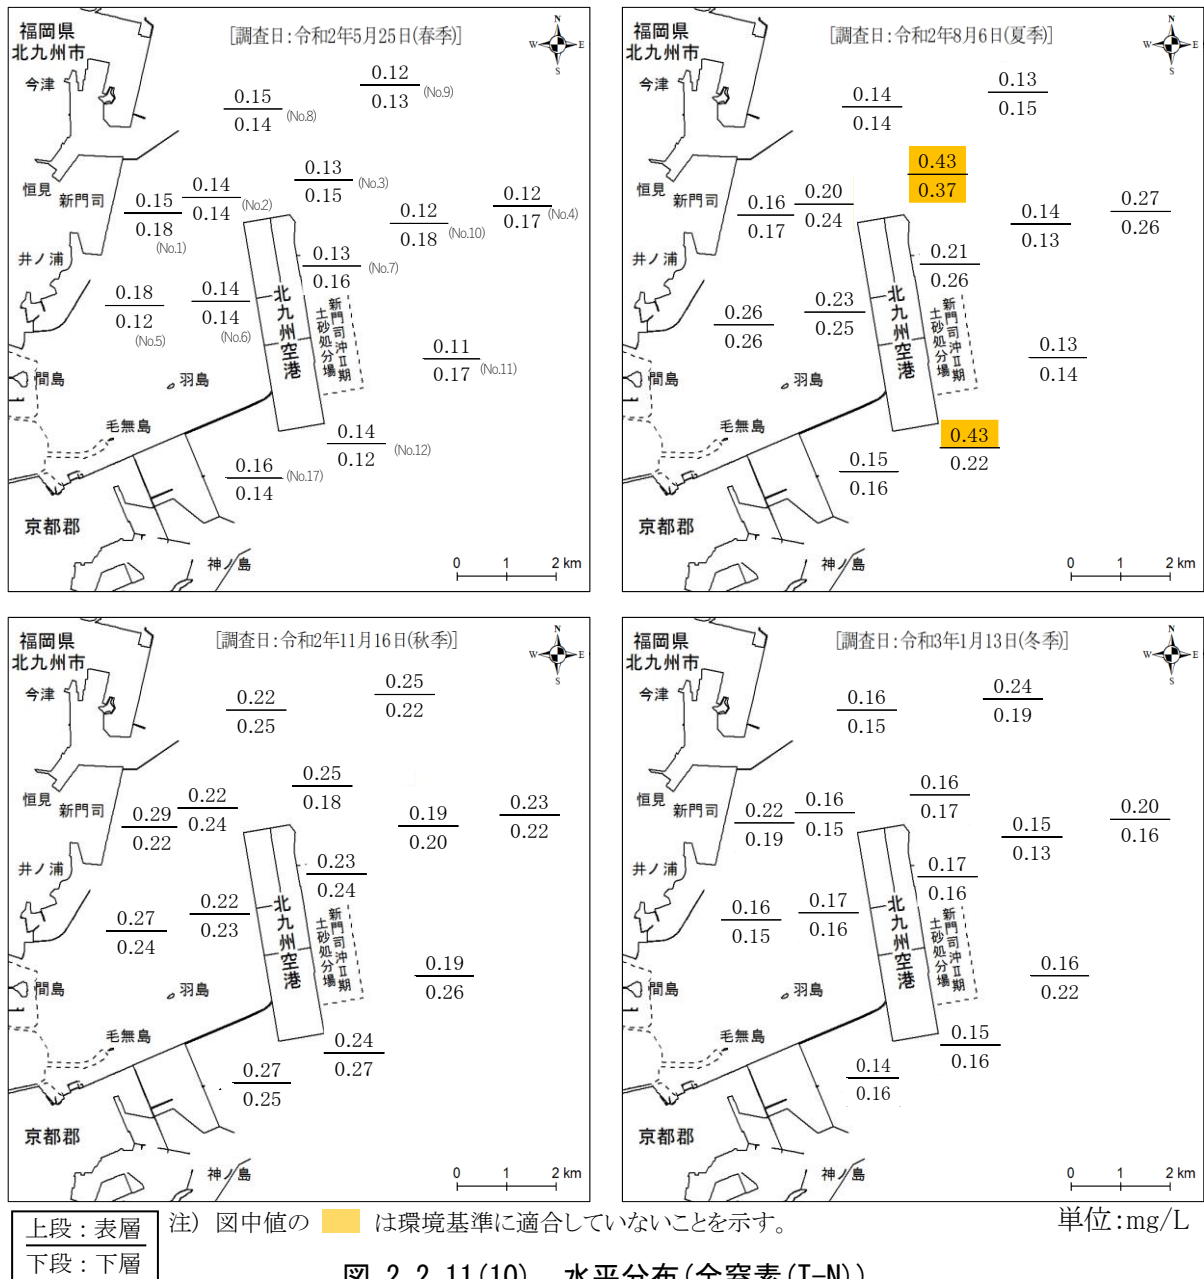 福岡県
北九州市
[調査日:令和2年5月25日(春季)]
N
W E
S
今津
0.12
0.13 (No.9)
0.15
0.14 (No.8)
恒見
新門司
0.13
0.15 (No.3)
0.14
0.14 (No.2)
0.15
0.18
(No.1)
0.12
0.17 (No.4)
0.12
0.18 (No.10)
井ノ浦
0.13
0.16 (No.7)
0.18
0.12
(No.5)
0.14
0.14
(No.6)
北九州空港
新門司沖Ⅱ期
土砂処分場
0.11
0.17 (No.11)
間島
羽島
毛無島
0.14
0.12 (No.12)
0.16
0.14 (No.17)
京都郡
神ノ島
0 1 2 km
福岡県
北九州市
[調査日:令和2年8月6日(夏季)]
N
W E
S
今津
0.14
0.14
0.13
0.15
恒見
新門司
0.43
0.37
0.20
0.24
0.16
0.17
0.14
0.13
0.27
0.26
井ノ浦
0.21
0.26
0.26
0.26
0.23
0.25
北九州空港
新門司沖Ⅱ期
土砂処分場
0.13
0.14
間島
羽島
毛無島
0.43
0.22
0.15
0.16
京都郡
神ノ島
0 1 2 km
福岡県
北九州市
[調査日:令和2年11月16日(秋季)]
N
W E
S
今津
0.22
0.25
0.25
0.22
恒見
新門司
0.25
0.18
0.22
0.24
0.29
0.22
0.19
0.20
0.23
0.22
井ノ浦
0.23
0.24
0.27
0.24
0.22
0.23
北九州空港
新門司沖Ⅱ期
土砂処分場
0.19
0.26
間島
羽島
毛無島
0.24
0.27
0.27
0.25
京都郡
神ノ島
0 1 2 km
福岡県
北九州市
[調査日:令和3年1月13日(冬季)]
N
W E
S
今津
0.16
0.15
0.24
0.19
恒見
新門司
0.16
0.17
0.16
0.15
0.22
0.19
0.15
0.13
0.20
0.16
井ノ浦
0.17
0.16
0.16
0.15
0.17
0.16
北九州空港
新門司沖Ⅱ期
土砂処分場
0.16
0.22
間島
羽島
毛無島
0.15
0.16
0.14
0.16
京都郡
神ノ島
0 1 2 km
上段：表層
下段：下層
注) 図中値の は環境基準に適合していないことを示す。
単位:mg/L
図 2.2.11(10) 水平分布(全窒素(T-N))